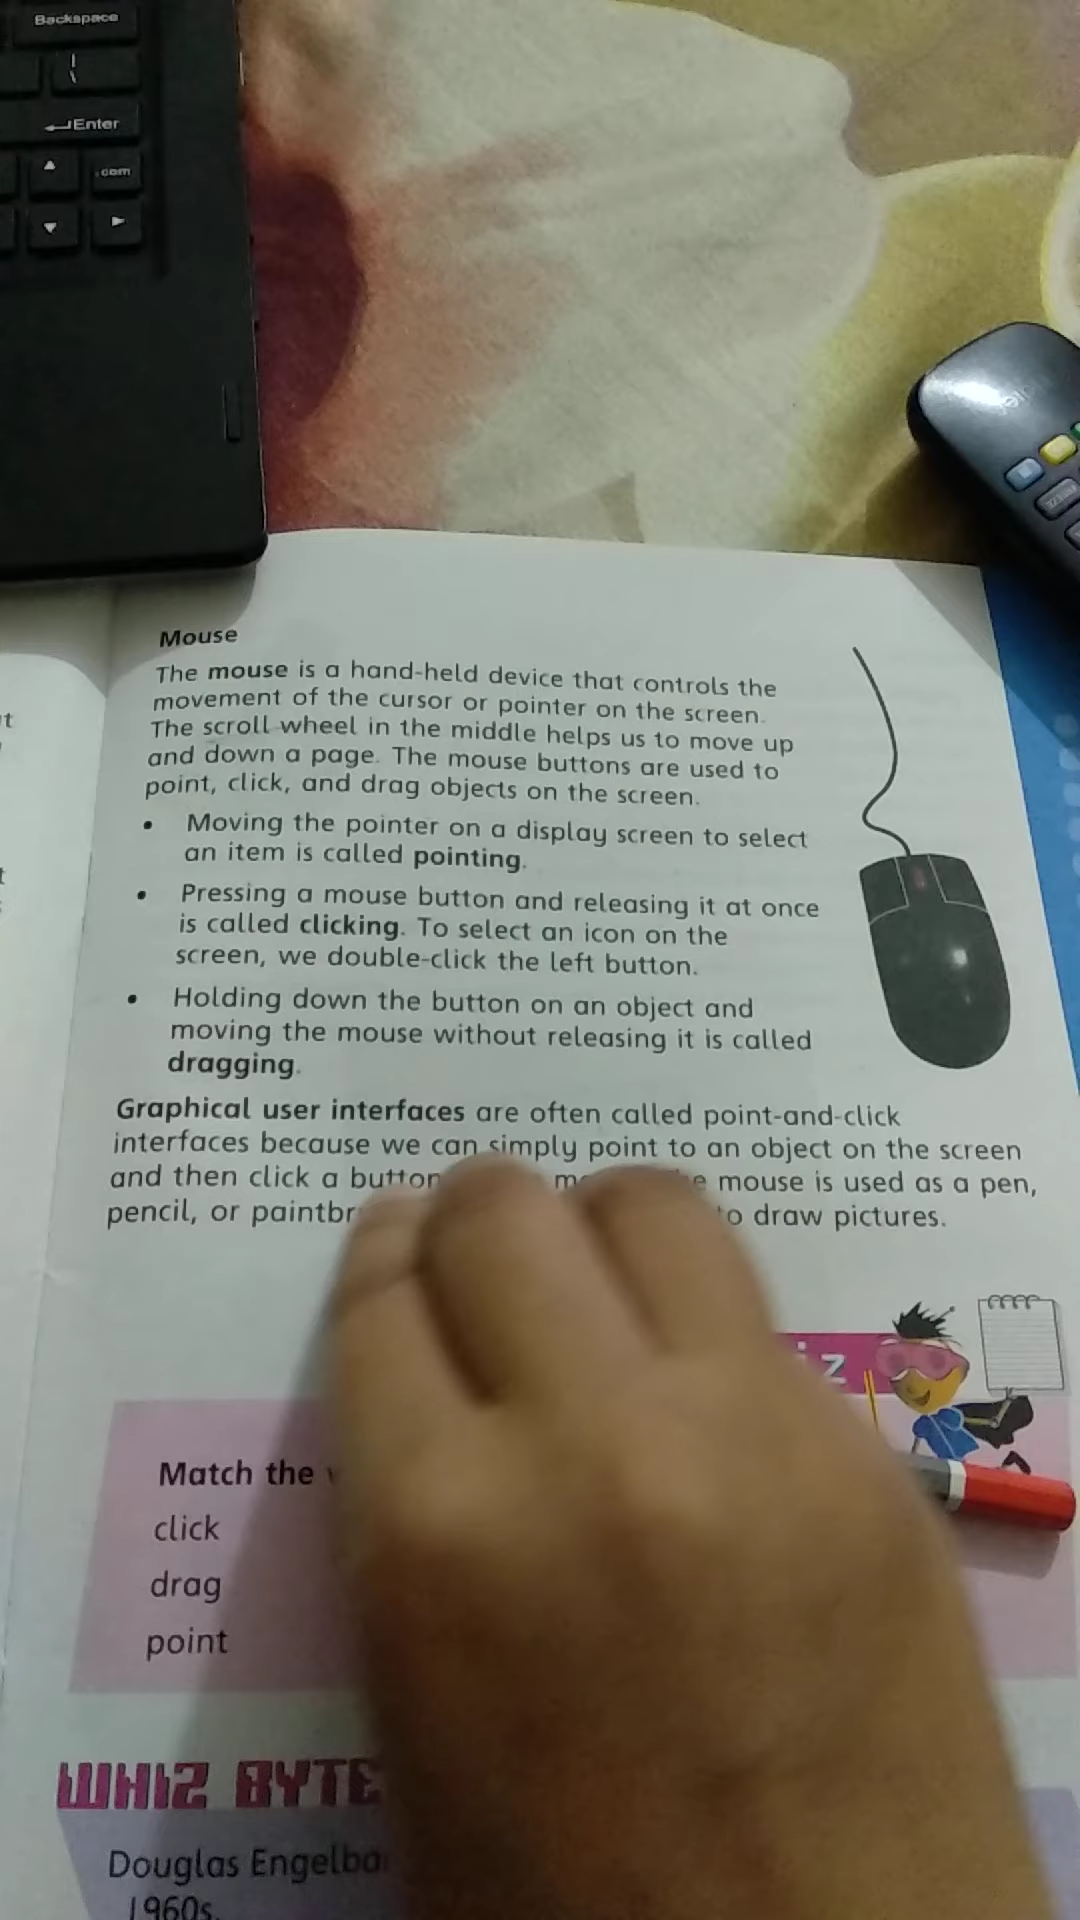 Backspace
|
\
Enter
.com
Mouse
The mouse is a hand-held device that controls the
movement of the cursor or pointer on the screen.
The scroll wheel in the middle helps us to move up
and down a page. The mouse buttons are used to
point, click, and drag objects on the screen.
• Moving the pointer on a display screen to select
an item is called pointing.
• Pressing a mouse button and releasing it at once
is called clicking. To select an icon on the
screen, we double-click the left button.
• Holding down the button on an object and
moving the mouse without releasing it is called
dragging.
Graphical user interfaces are often called point-and-click
interfaces because we can simply point to an object on the screen
and then click a mouse is used as a pen,
pencil, or draw pictures.
Match the
click
drag
point
WHIZ BYTE
Douglas
1960s.